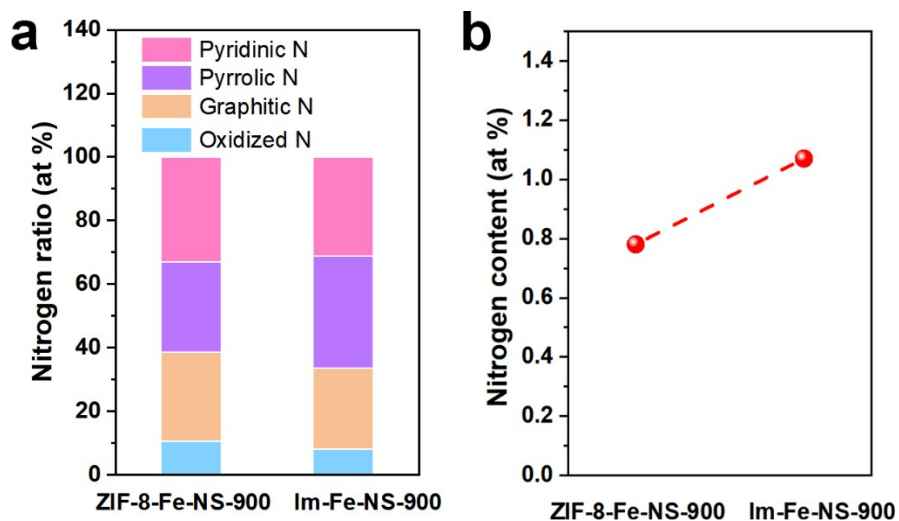 a
Nitrogen ratio (at %)
140
120
100
80
60
40
20
0
Pyridinic N
Pyrrolic N
Graphitic N
Oxidized N
ZIF-8-Fe-NS-900 Im-Fe-NS-900
b
Nitrogen content (at %)
1.4
1.2
1.0
0.8
0.6
0.4
0.2
0.0
ZIF-8-Fe-NS-900 Im-Fe-NS-900